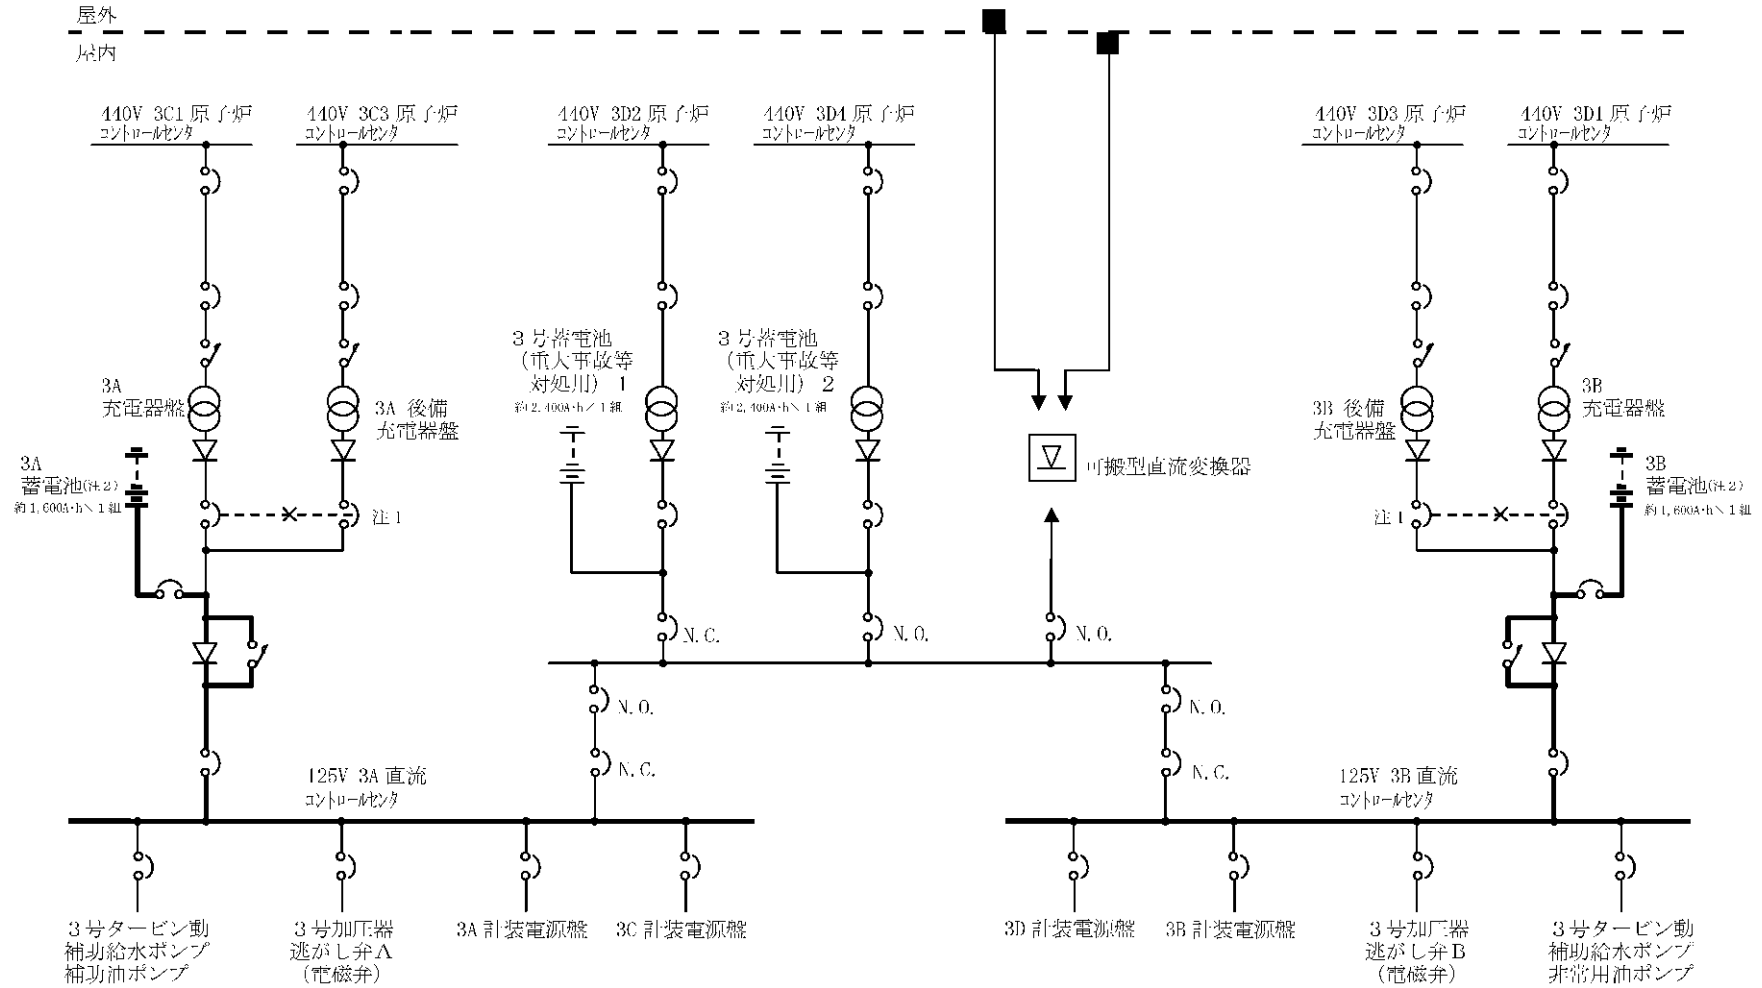 屋外
屋内
440V 3C1 原子炉
コントロールセンタ
440V 3C3 原子炉
コントロールセンタ
440V 3D2 原子炉
コントロールセンタ
440V 3D4 原子炉
コントロールセンタ
440V 3D3 原子炉
コントロールセンタ
440V 3D1 原子炉
コントロールセンタ
3A
充電器盤
3A 後備
充電器盤
3号蓄電池
(重大事故等
対処用) 1
約2,400A・h/1組
3号蓄電池
(重大事故等
対処用) 2
約2,400A・h/1組
3B 後備
充電器盤
3B
充電器盤
3A
蓄電池(注2)
約1,600A・h/1組
注1
可搬型直流変換器
注1
3B
蓄電池(注2)
約1,600A・h/1組
N.C.
N.O.
N.O.
N.O.
N.C.
N.O.
N.C.
125V 3A 直流
コントロールセンタ
125V 3B 直流
コントロールセンタ
3号タービン動
補助給水ポンプ
補助油ポンプ
3号加圧器
逃がし弁A
(電磁弁)
3A 計装電源盤
3C 計装電源盤
3D 計装電源盤
3B 計装電源盤
3号加圧器
逃がし弁B
(電磁弁)
3号タービン動
補助給水ポンプ
非常用油ポンプ